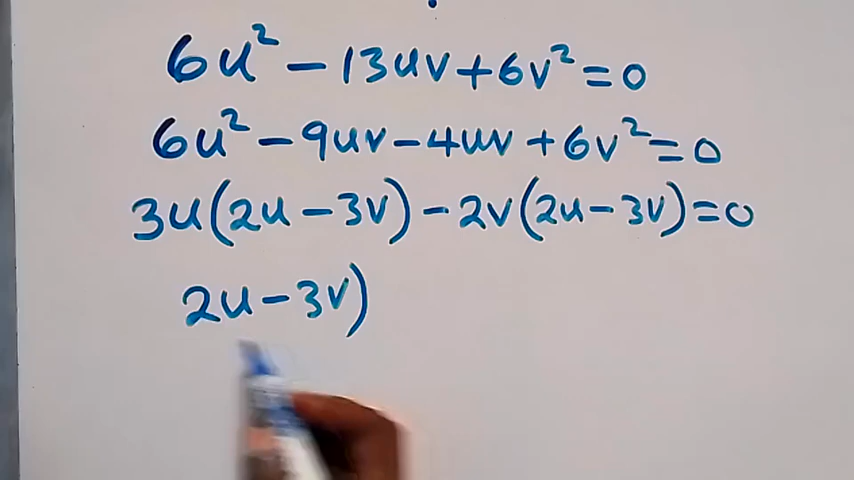 6u² - 13uv + 6v² = 0
6u² - 9uv - 4uv + 6v² = 0
3u(2u - 3v) - 2v(2u - 3v) = 0
2u - 3v)